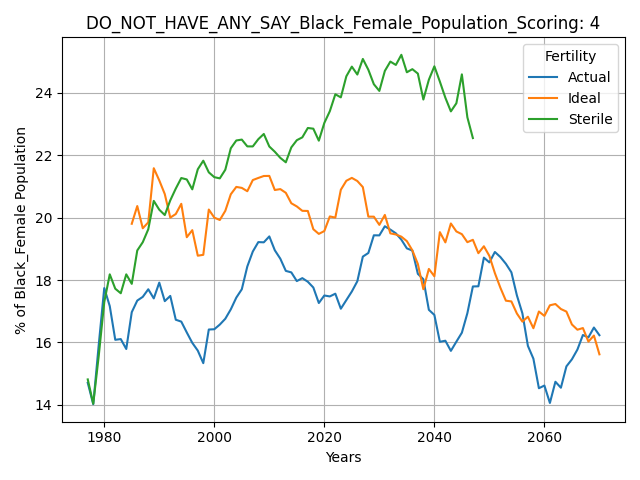 DO_NOT_HAVE_ANY_SAY_Black_Female_Population_Scoring: 4
Fertility
Actual
Ideal
Sterile
% of Black_Female Population
24
22
20
18
16
14
1980
2000
2020
2040
2060
Years